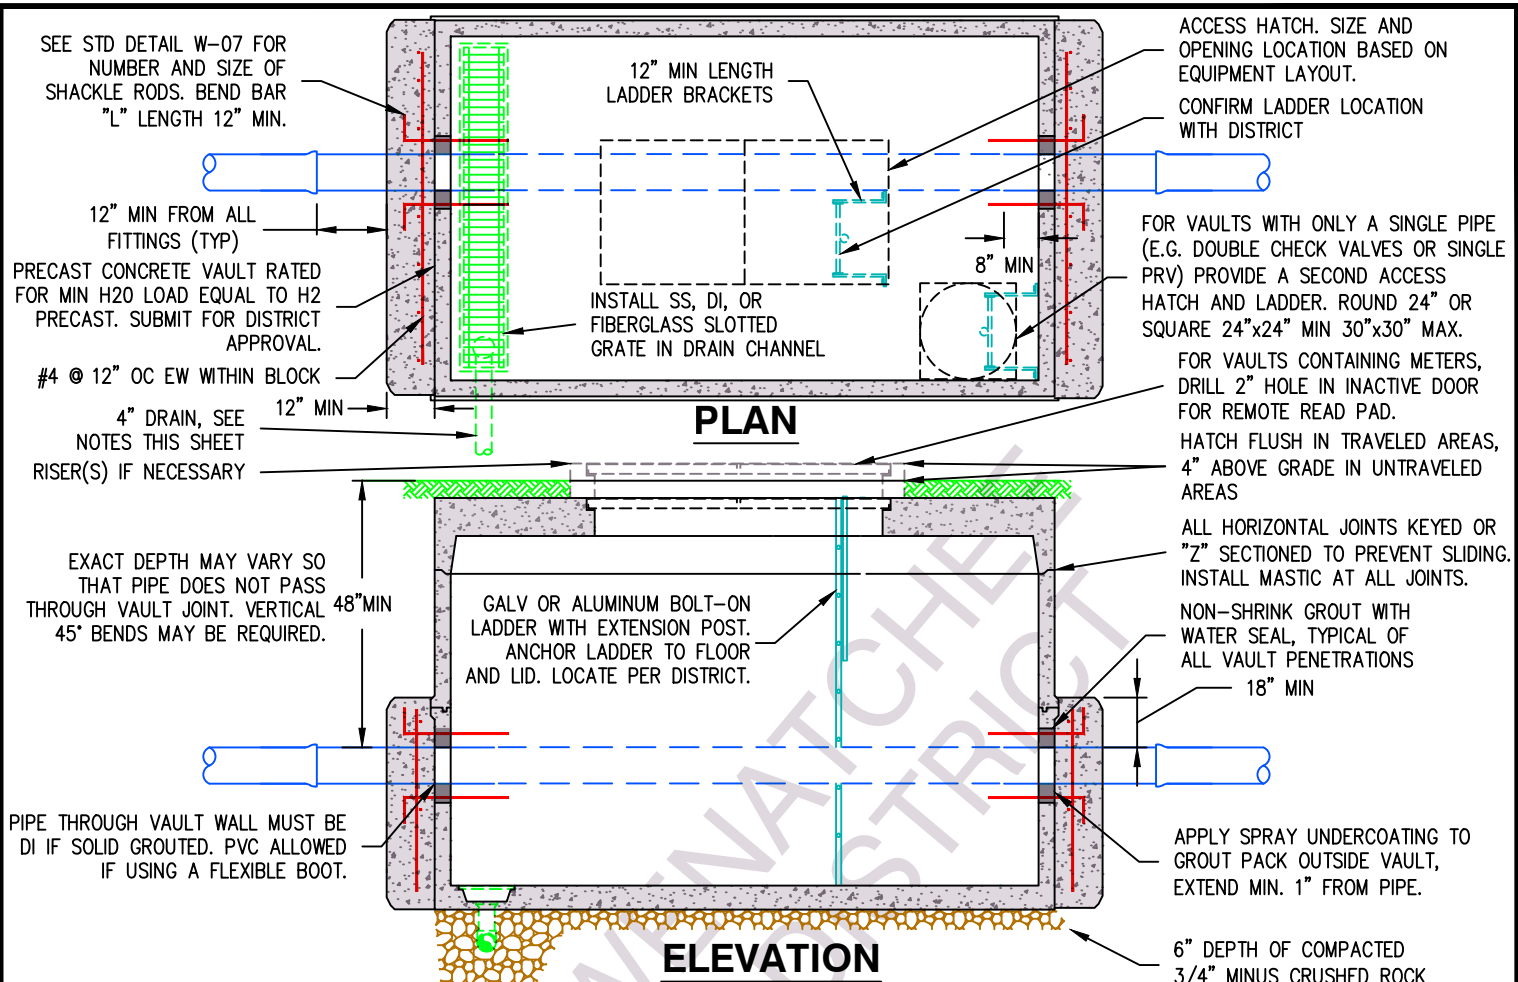 SEE STD DETAIL W-07 FOR
NUMBER AND SIZE OF
SHACKLE RODS. BEND BAR
"L" LENGTH 12" MIN.
12" MIN LENGTH
LADDER BRACKETS
ACCESS HATCH. SIZE AND
OPENING LOCATION BASED ON
EQUIPMENT LAYOUT.
CONFIRM LADDER LOCATION
WITH DISTRICT
12" MIN FROM ALL
FITTINGS (TYP)
PRECAST CONCRETE VAULT RATED
FOR MIN H20 LOAD EQUAL TO H2
PRECAST. SUBMIT FOR DISTRICT
APPROVAL.
#4 @ 12" OC EW WITHIN BLOCK
12" MIN
4" DRAIN, SEE
NOTES THIS SHEET
INSTALL SS, DI, OR
FIBERGLASS SLOTTED
GRATE IN DRAIN CHANNEL
8" MIN
FOR VAULTS WITH ONLY A SINGLE PIPE
(E.G. DOUBLE CHECK VALVES OR SINGLE
PRV) PROVIDE A SECOND ACCESS
HATCH AND LADDER. ROUND 24" OR
SQUARE 24"x24" MIN 30"x30" MAX.
FOR VAULTS CONTAINING METERS,
DRILL 2" HOLE IN INACTIVE DOOR
FOR REMOTE READ PAD.
PLAN
RISER(S) IF NECESSARY
HATCH FLUSH IN TRAVELED AREAS,
4" ABOVE GRADE IN UNTRAVELED
AREAS
EXACT DEPTH MAY VARY SO
THAT PIPE DOES NOT PASS
THROUGH VAULT JOINT. VERTICAL
45° BENDS MAY BE REQUIRED.
48"MIN
GALV OR ALUMINUM BOLT-ON
LADDER WITH EXTENSION POST.
ANCHOR LADDER TO FLOOR
AND LID. LOCATE PER DISTRICT.
ALL HORIZONTAL JOINTS KEYED OR
"Z" SECTIONED TO PREVENT SLIDING.
INSTALL MASTIC AT ALL JOINTS.
NON-SHRINK GROUT WITH
WATER SEAL, TYPICAL OF
ALL VAULT PENETRATIONS
18" MIN
PIPE THROUGH VAULT WALL MUST BE
DI IF SOLID GROUTED. PVC ALLOWED
IF USING A FLEXIBLE BOOT.
APPLY SPRAY UNDERCOATING TO
GROUT PACK OUTSIDE VAULT,
EXTEND MIN. 1" FROM PIPE.
ELEVATION
6" DEPTH OF COMPACTED
3/4" MINUS CRUSHED ROCK
WENATCHEE
DISTRICT